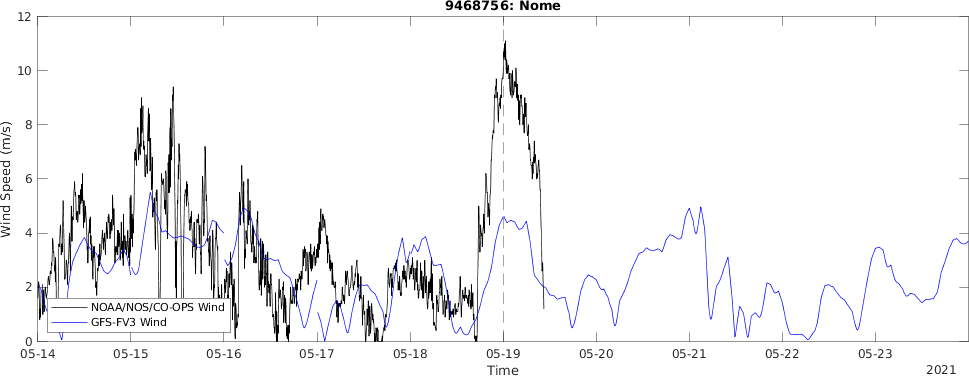 9468756: Nome
12
10
8
6
4
2
0
Wind Speed (m/s)
NOAA/NOS/CO-OPS Wind
GFS-FV3 Wind
05-14 05-15 05-16 05-17 05-18 05-19 05-20 05-21 05-22 05-23
Time
2021